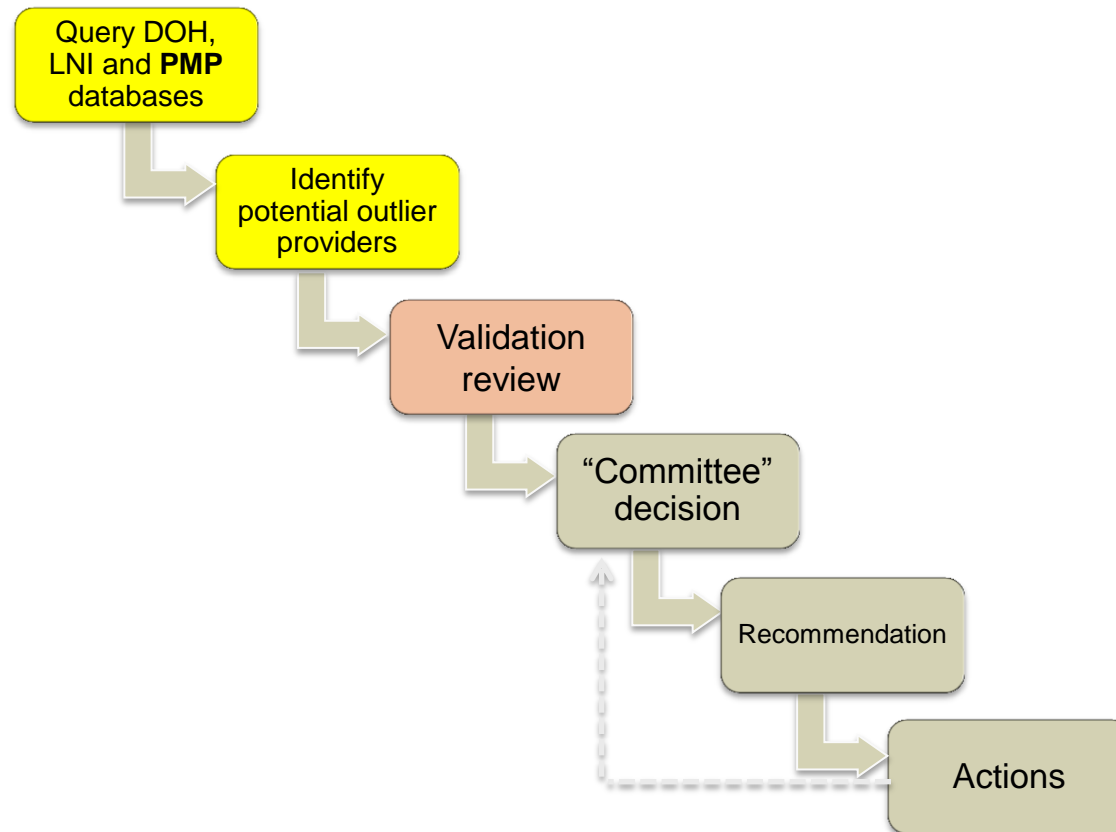 Query DOH,
LNI and PMP
databases
Identify
potential outlier
providers
Validation
review
“Committee”
decision
Recommendation
Actions